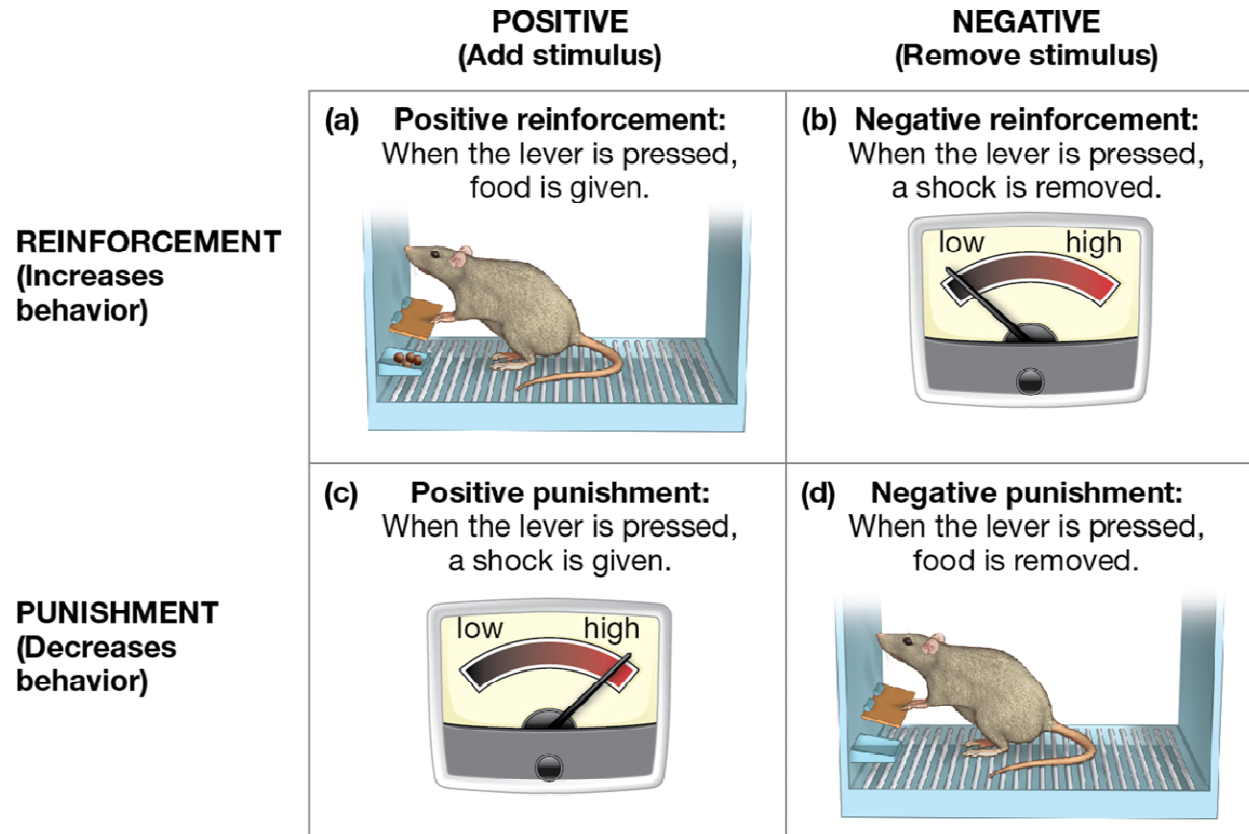 POSITIVE
(Add stimulus)
NEGATIVE
(Remove stimulus)
REINFORCEMENT
(Increases
behavior)
(a) Positive reinforcement:
When the lever is pressed,
food is given.
(b) Negative reinforcement:
When the lever is pressed,
a shock is removed.
low high
PUNISHMENT
(Decreases
behavior)
(c) Positive punishment:
When the lever is pressed,
a shock is given.
low high
(d) Negative punishment:
When the lever is pressed,
food is removed.